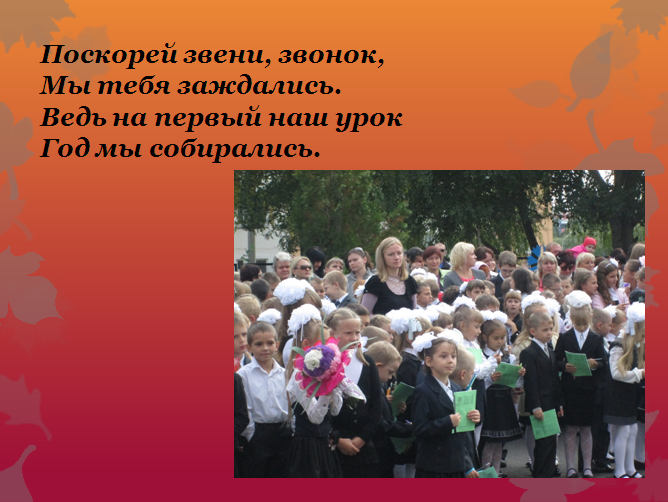 Поскорей звени, звонок,
Мы тебя заждались.
Ведь на первый наш урок
Год мы собирались.